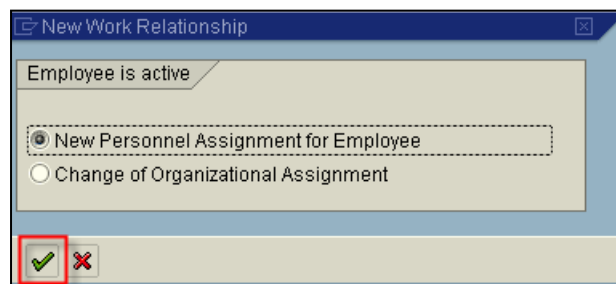 New Work Relationship
Employee is active
New Personnel Assignment for Employee
Change of Organizational Assignment